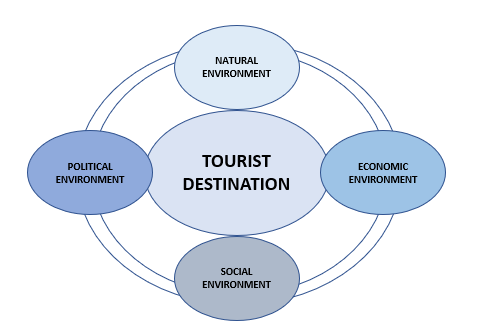 NATURAL
ENVIRONMENT
POLITICAL
ENVIRONMENT
TOURIST
DESTINATION
ECONOMIC
ENVIRONMENT
SOCIAL
ENVIRONMENT